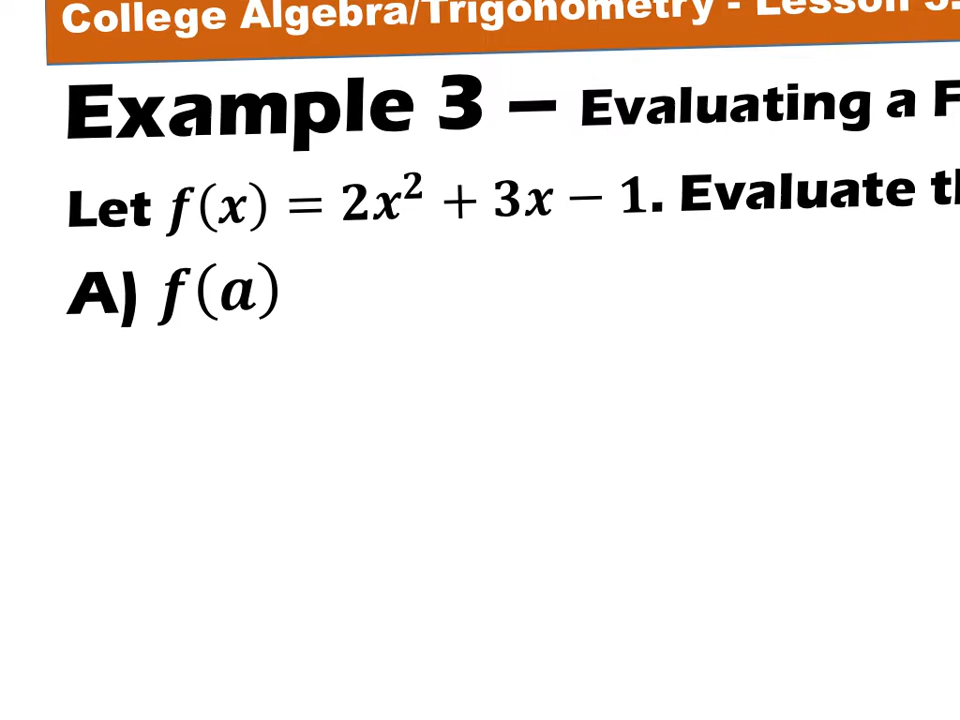 College Algebra/Trigonometry - Lesson
Example 3 – Evaluating a
Let f(x) = 2x² + 3x − 1. Evaluate
A) f(a)